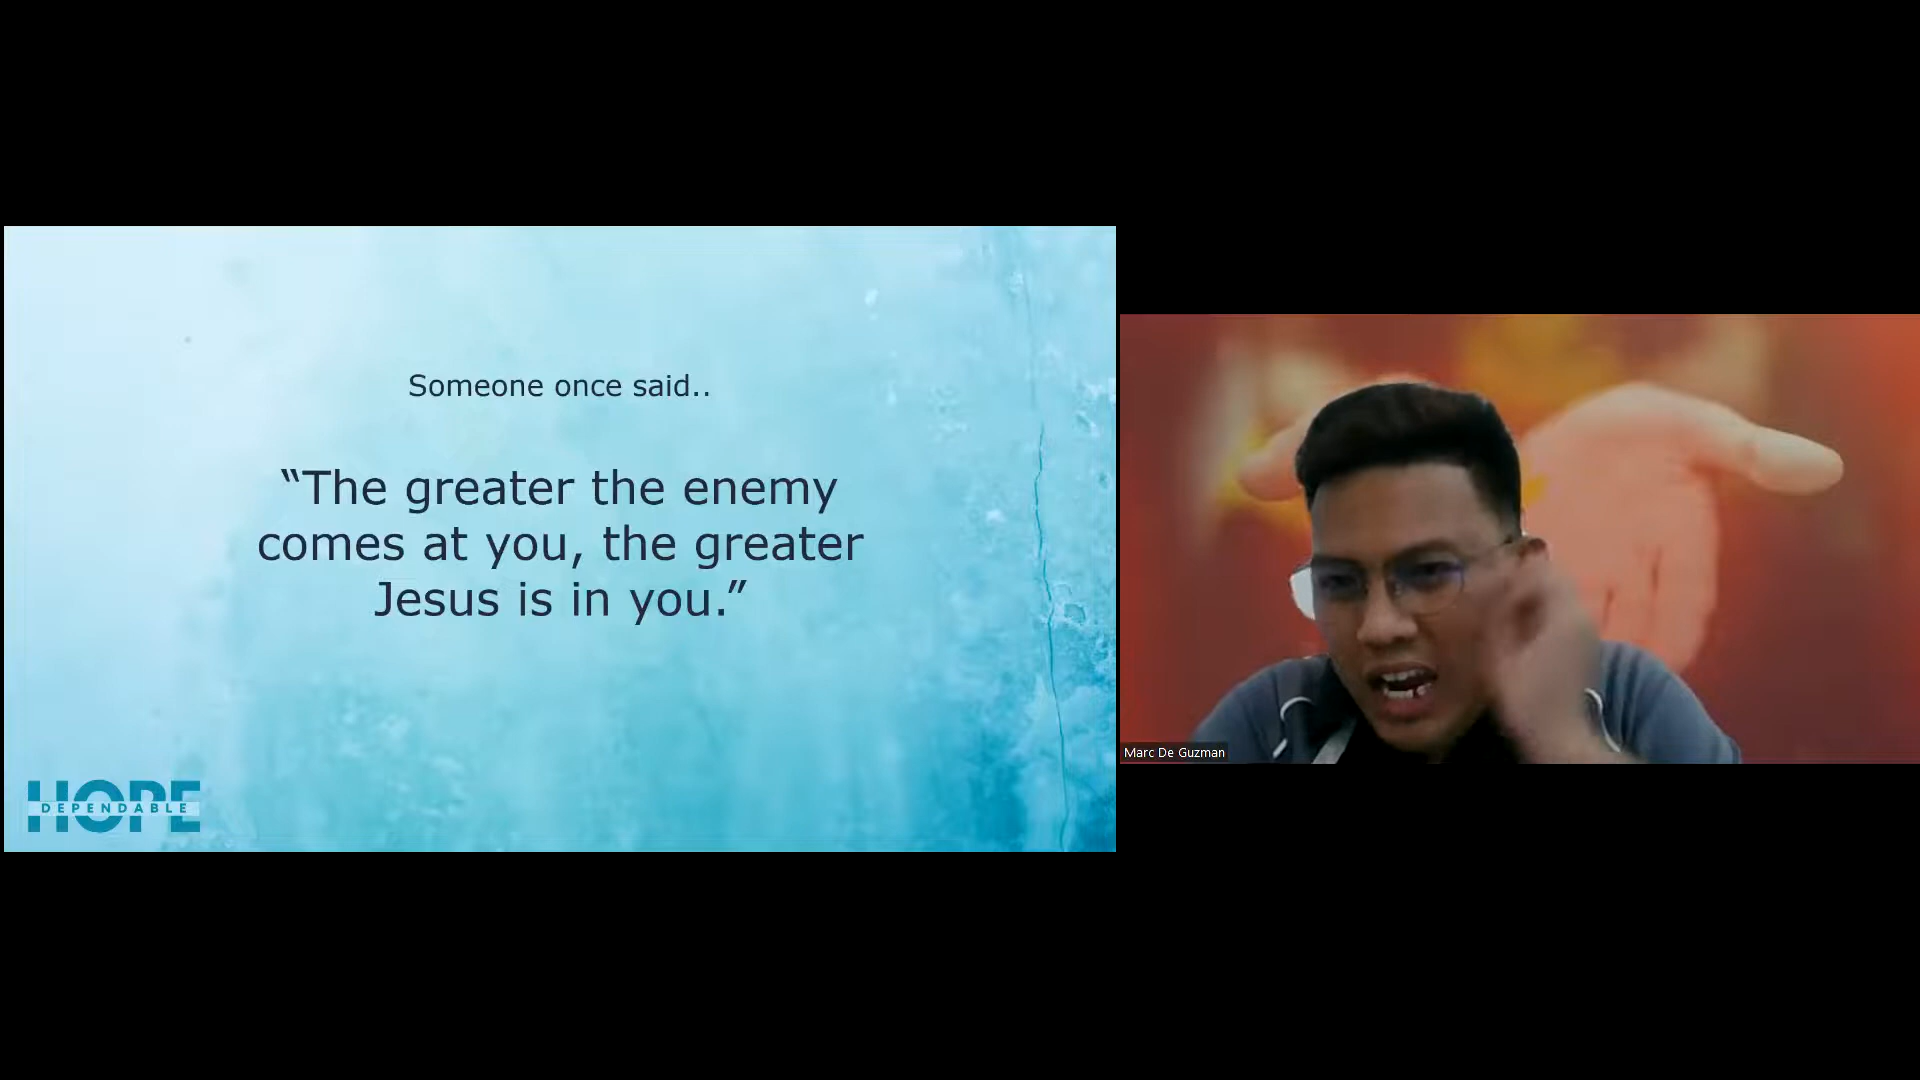 Someone once said..
“The greater the enemy
comes at you, the greater
Jesus is in you.”
HOPE
DEPENDABLE
Marc De Guzman